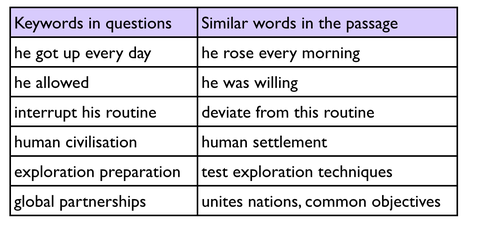 Keywords in questions Similar words in the passage
he got up every day he rose every morning
he allowed he was willing
interrupt his routine deviate from this routine
human civilisation human settlement
exploration preparation test exploration techniques
global partnerships unites nations, common objectives